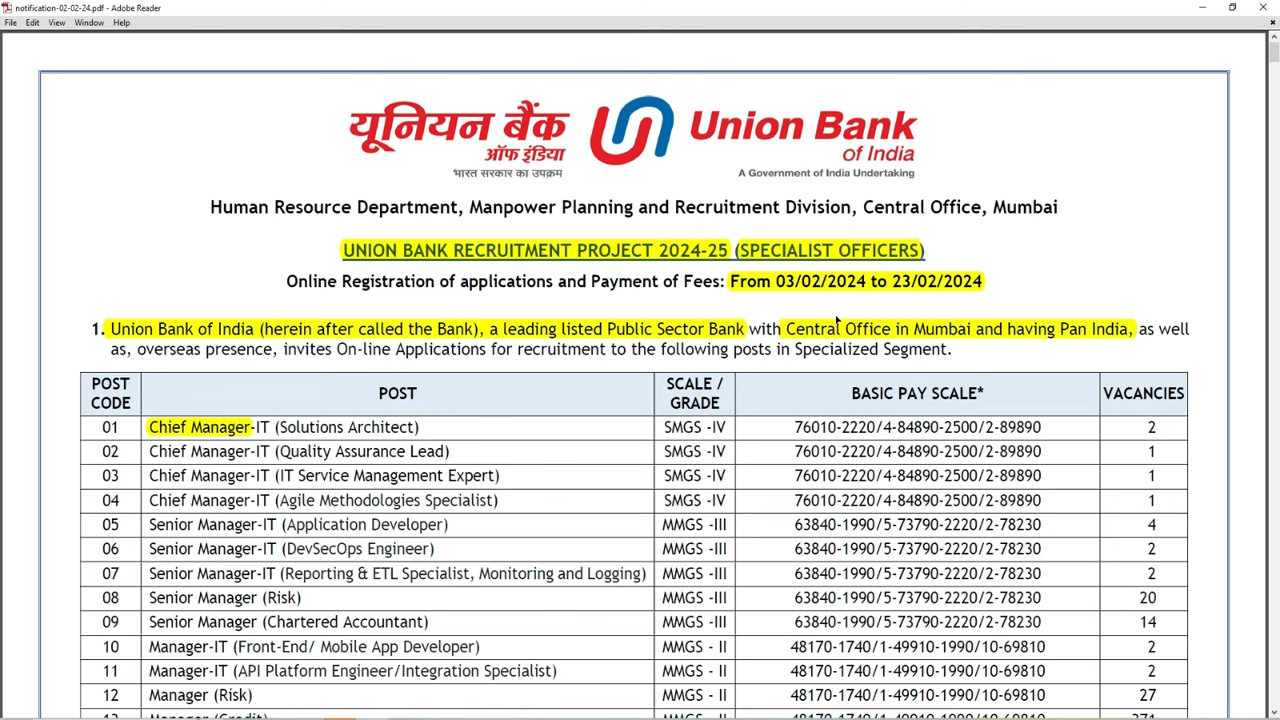 notification-02-02-24.pdf - Adobe Reader
File Edit View Window Help
यूनियन बैंक
ऑफ इंडिया
भारत सरकार का उपक्रम
Union Bank
of India
A Government of India Undertaking
Human Resource Department, Manpower Planning and Recruitment Division, Central Office, Mumbai
UNION BANK RECRUITMENT PROJECT 2024-25 (SPECIALIST OFFICERS)
Online Registration of applications and Payment of Fees: From 03/02/2024 to 23/02/2024
1. Union Bank of India (herein after called the Bank), a leading listed Public Sector Bank with Central Office in Mumbai and having Pan India, as well
as, overseas presence, invites On-line Applications for recruitment to the following posts in Specialized Segment.
POST CODE POST SCALE / GRADE BASIC PAY SCALE* VACANCIES
01 Chief Manager-IT (Solutions Architect) SMGS -IV 76010-2220/4-84890-2500/2-89890 2
02 Chief Manager-IT (Quality Assurance Lead) SMGS -IV 76010-2220/4-84890-2500/2-89890 1
03 Chief Manager-IT (IT Service Management Expert) SMGS -IV 76010-2220/4-84890-2500/2-89890 1
04 Chief Manager-IT (Agile Methodologies Specialist) SMGS -IV 76010-2220/4-84890-2500/2-89890 1
05 Senior Manager-IT (Application Developer) MMGS -III 63840-1990/5-73790-2220/2-78230 4
06 Senior Manager-IT (DevSecOps Engineer) MMGS -III 63840-1990/5-73790-2220/2-78230 2
07 Senior Manager-IT (Reporting & ETL Specialist, Monitoring and Logging) MMGS -III 63840-1990/5-73790-2220/2-78230 2
08 Senior Manager (Risk) MMGS -III 63840-1990/5-73790-2220/2-78230 20
09 Senior Manager (Chartered Accountant) MMGS -III 63840-1990/5-73790-2220/2-78230 14
10 Manager-IT (Front-End/ Mobile App Developer) MMGS - II 48170-1740/1-49910-1990/10-69810 2
11 Manager-IT (API Platform Engineer/Integration Specialist) MMGS - II 48170-1740/1-49910-1990/10-69810 2
12 Manager (Risk) MMGS - II 48170-1740/1-49910-1990/10-69810 27